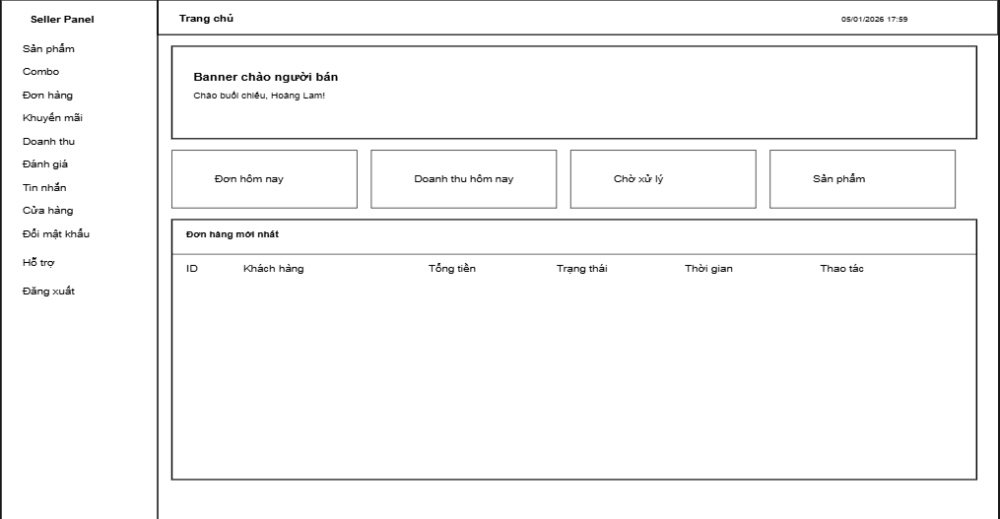 Seller Panel
Sản phẩm
Combo
Đơn hàng
Khuyến mãi
Doanh thu
Đánh giá
Tin nhắn
Cửa hàng
Đổi mật khẩu
Hỗ trợ
Đăng xuất
Trang chủ
05/01/2026 17:59
Banner chào người bán
Chào buổi chiều, Hoàng Lam!
Đơn hôm nay
Doanh thu hôm nay
Chờ xử lý
Sản phẩm
Đơn hàng mới nhất
ID Khách hàng Tổng tiền Trạng thái Thời gian Thao tác